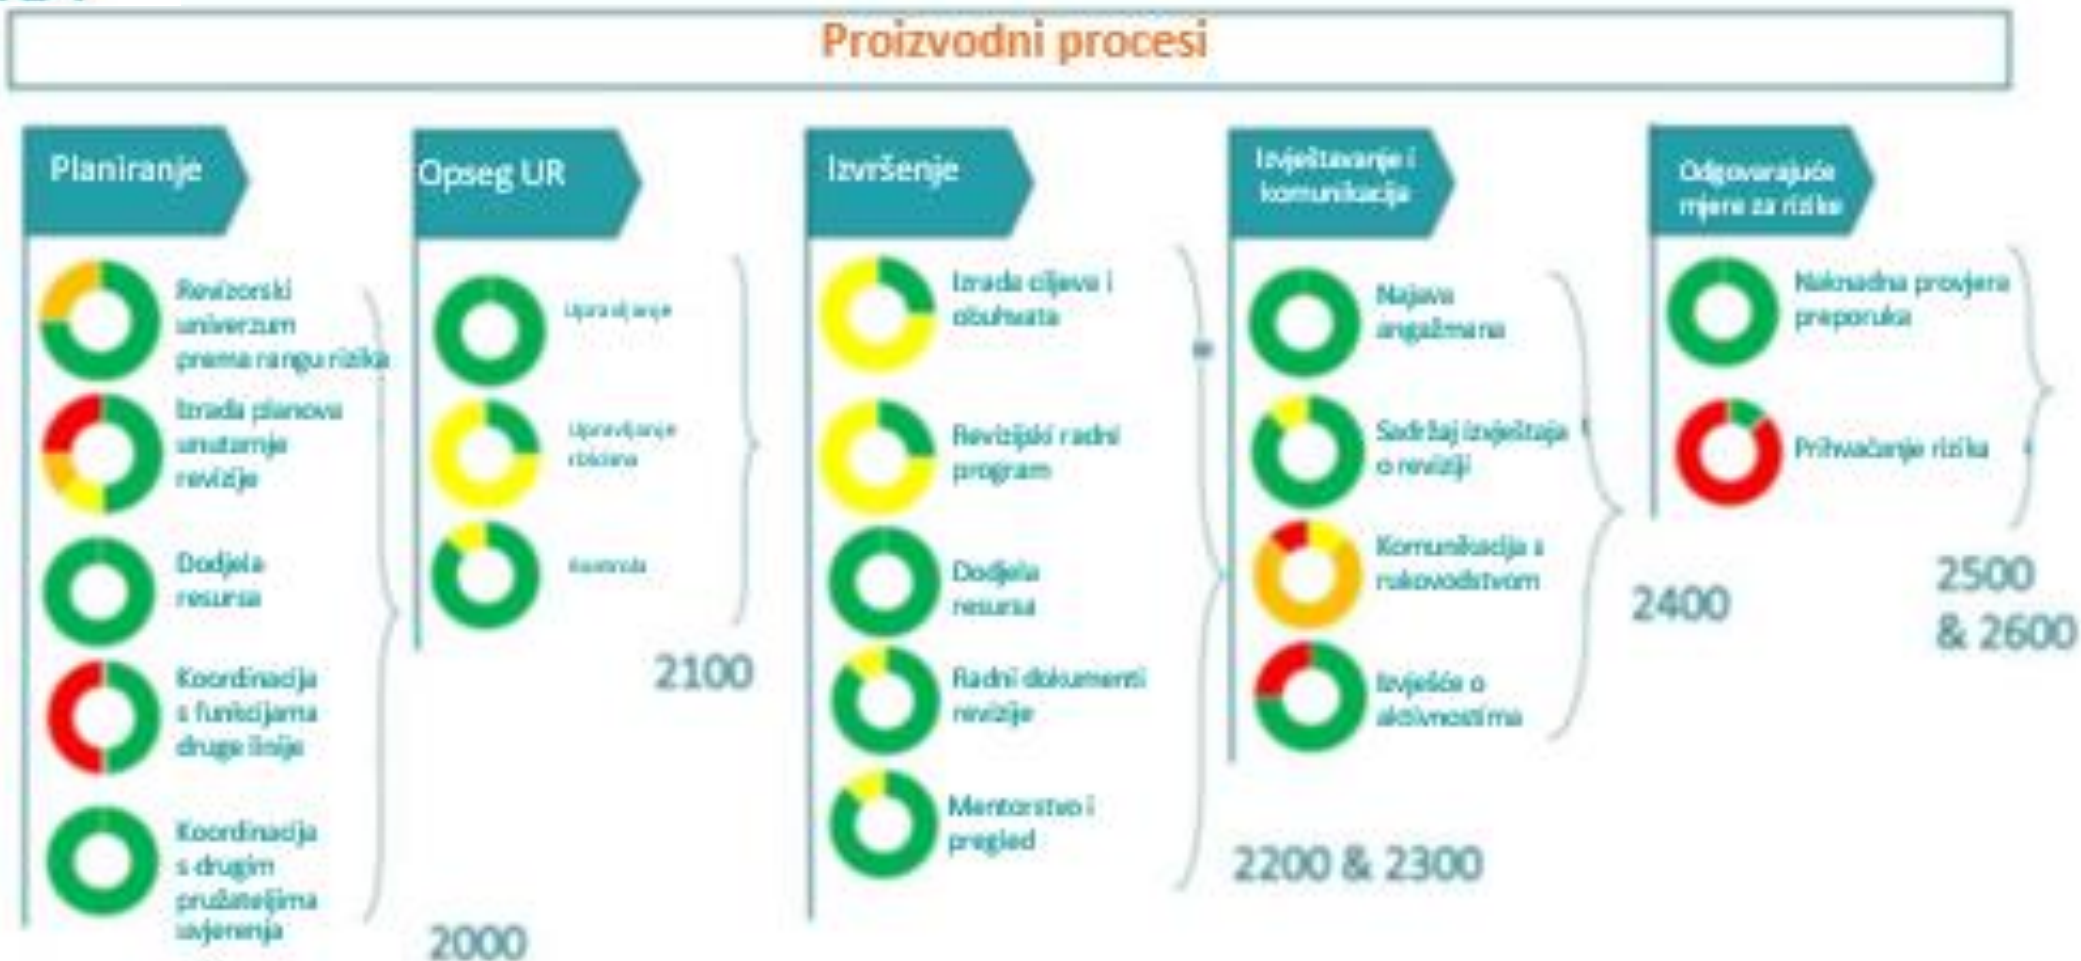 Proizvodni procesi
Planiranje
Revizorski
univerzum
prema rangu rizika
Izrada planova
unutarnje
revizije
Dodjela
resursa
Koordinacija
s funkcijama
druge linije
Koordinacija
s drugim
pružateljima
uvjerenja
2000
Opseg UR
Upravljanje
Upravljanje
rizicima
Kontrola
2100
Izvršenje
Izrada ciljeva i
obuhvata
Revizijski radni
program
Dodjela
resursa
Radni dokumenti
revizije
Mentorstvo i
pregled
2200 & 2300
Izvještavanje i
komunikacija
Najava
angažmana
Sadržaj izvještaja
o reviziji
Komunikacija s
rukovodstvom
Izvješće o
aktivnostima
2400
Odgovarajuće
mjere za rizike
Naknadna provjera
preporuka
Prihvaćanje rizika
2500
& 2600